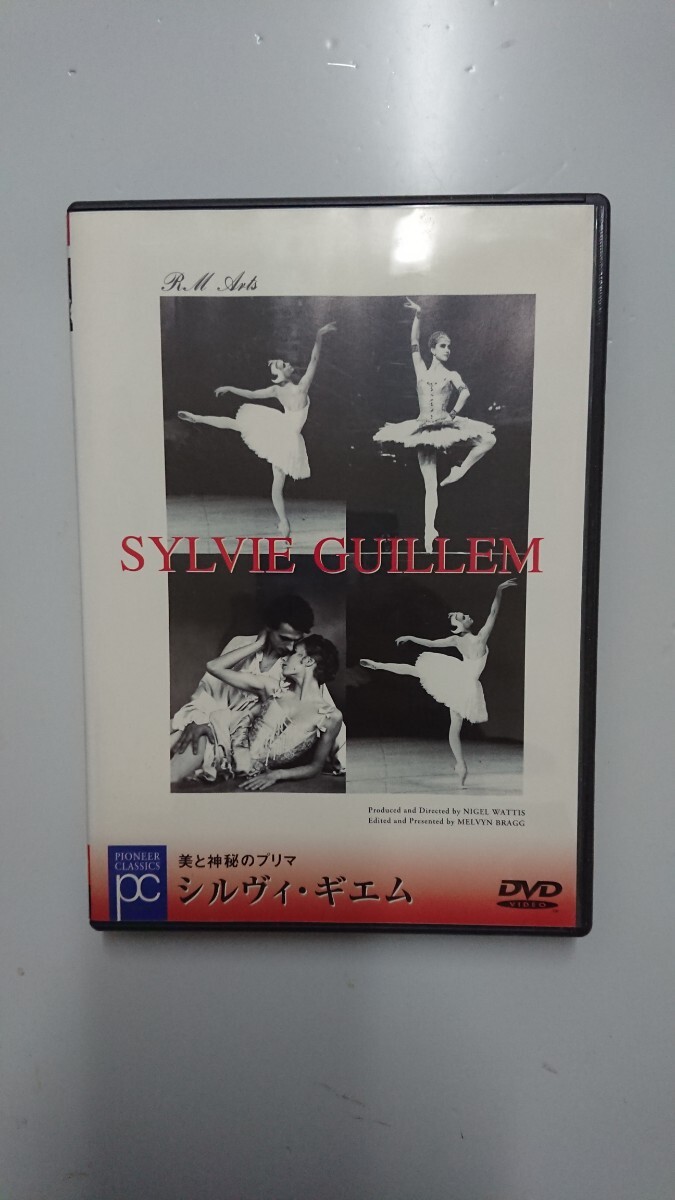 RM Arts
SYLVIE GUILLEM
Produced and Directed by NIGEL WATTIS
Edited and Presented by MELVYN BRAGG
PIONEER
CLASSICS
pc
美と神秘のプリマ
シルヴィ・ギエム
DVD
VIDEO